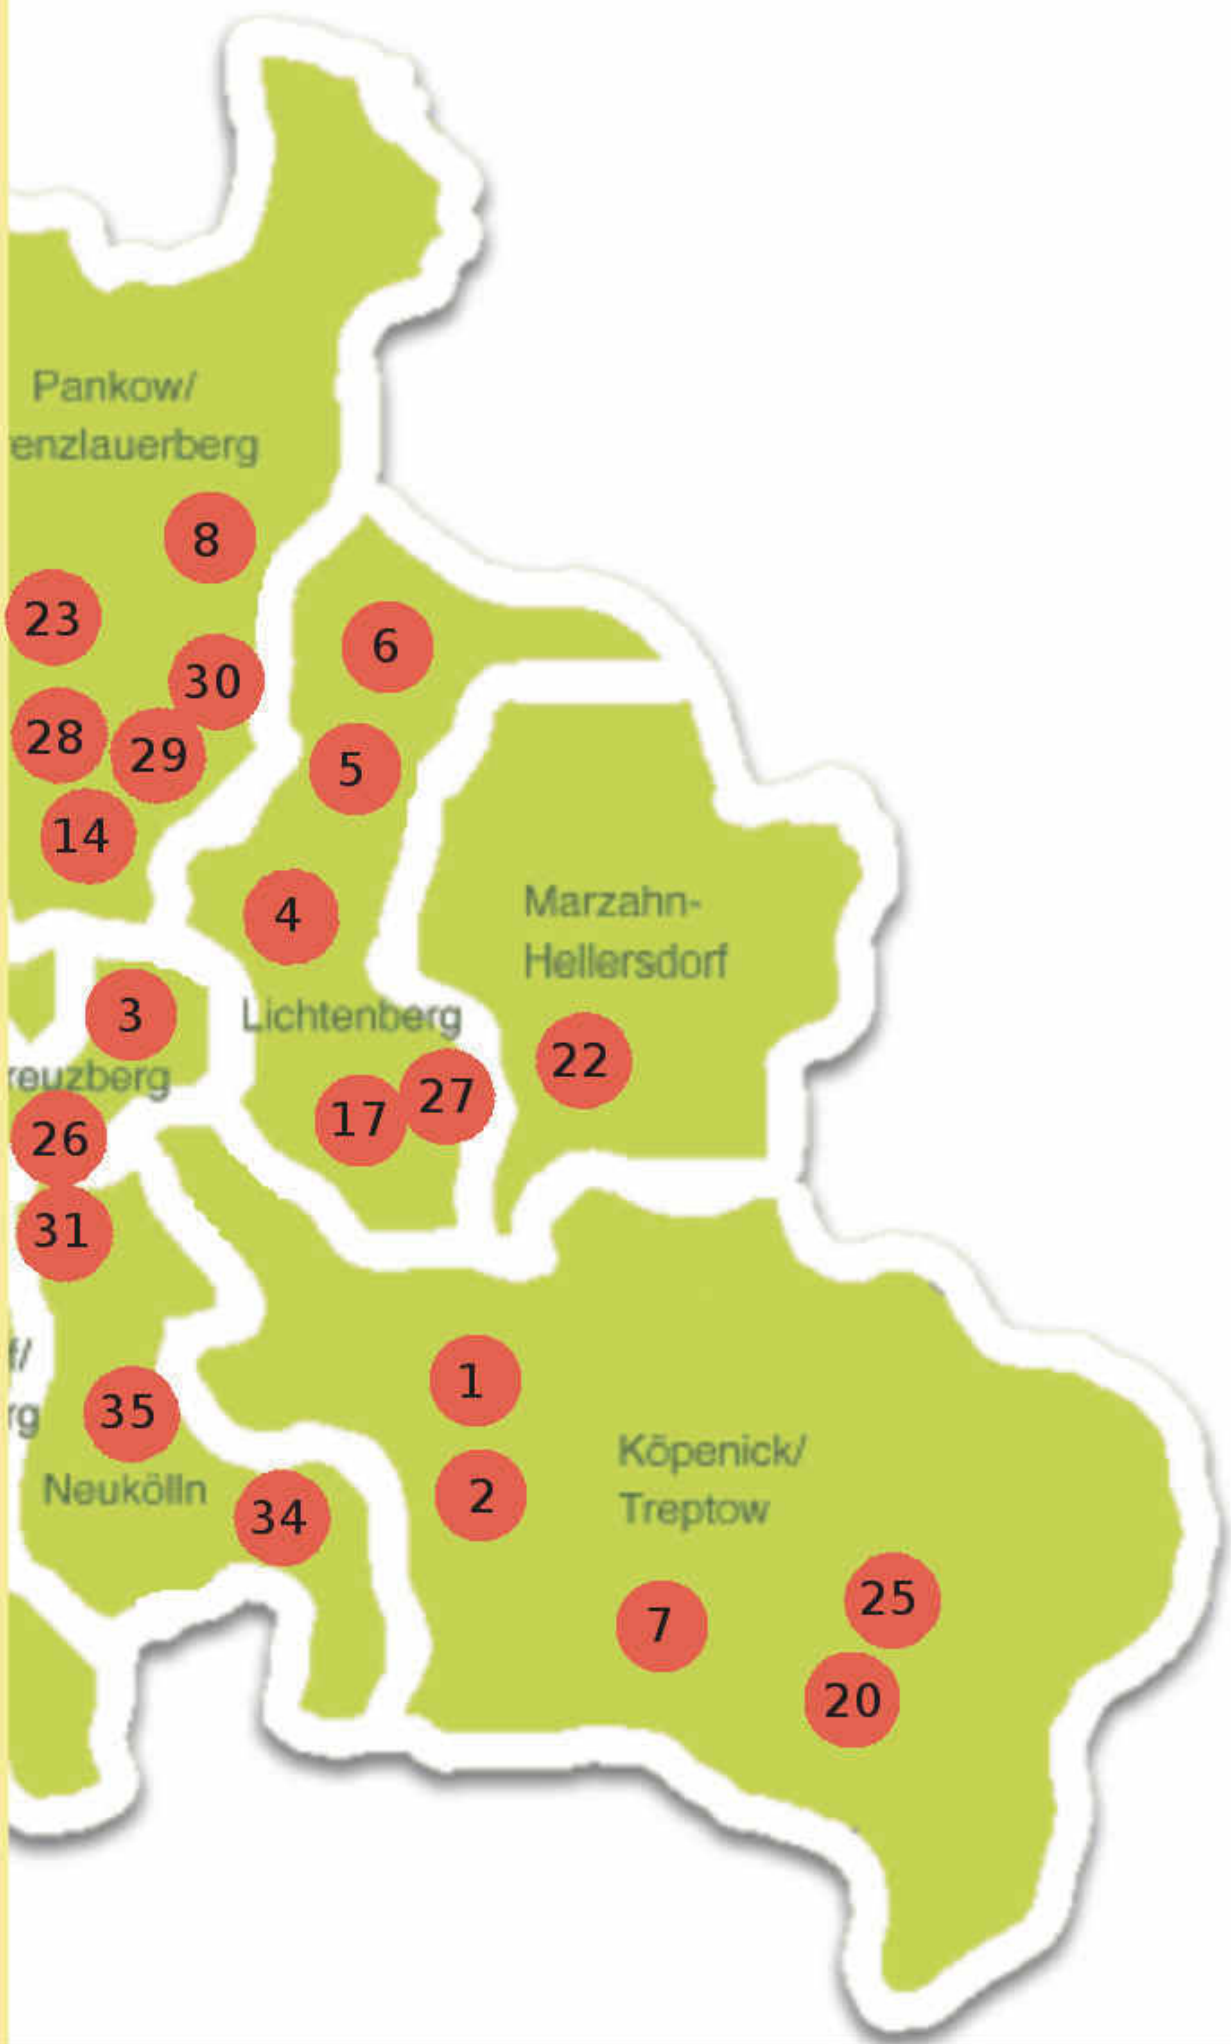 Pankow/
enzlauerberg
8
23
6
30
28
29
5
14
4
Marzahn-
Hellersdorf
3
Lichtenberg
22
reuzberg
27
17
26
31
f/
1
rg
35
Köpenick/
Neukölln
2
Treptow
34
25
7
20